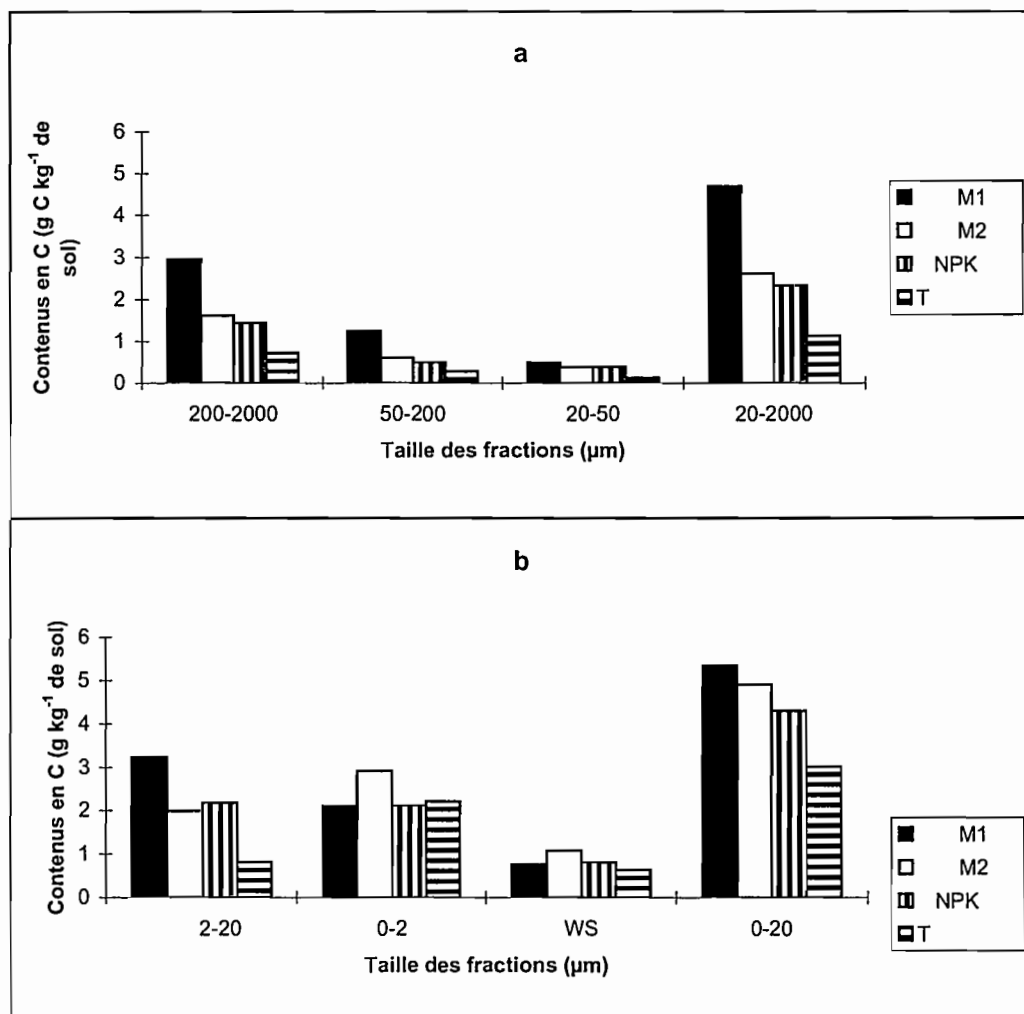 a
Contenus en C (g C kg⁻¹ de
sol)
6
5
4
3
2
1
0
200-2000 50-200 20-50 20-2000
Taille des fractions (µm)
M1
M2
NPK
T
b
Contenus en C (g kg⁻¹ de sol)
6
5
4
3
2
1
0
2-20 0-2 WS 0-20
Taille des fractions (µm)
M1
M2
NPK
T